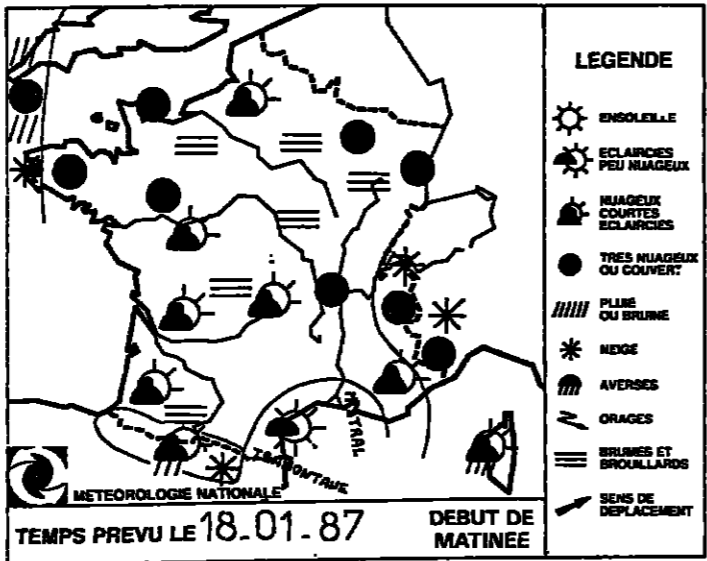 LEGENDE
ENSOLEILLE
ECLAIRCIES
PEU NUAGEUX
NUAGEUX
COURTES
ECLAIRCIES
TRES NUAGEUX
OU COUVERT
PLUIE
OU BRUINE
NEIGE
AVERSES
ORAGES
BRUMES ET
BROUILLARDS
SENS DE
DEPLACEMENT
MISTRAL
TRAMONTANE
METEOROLOGIE NATIONALE
TEMPS PREVU LE 18.01.87 DEBUT DE
MATINEE